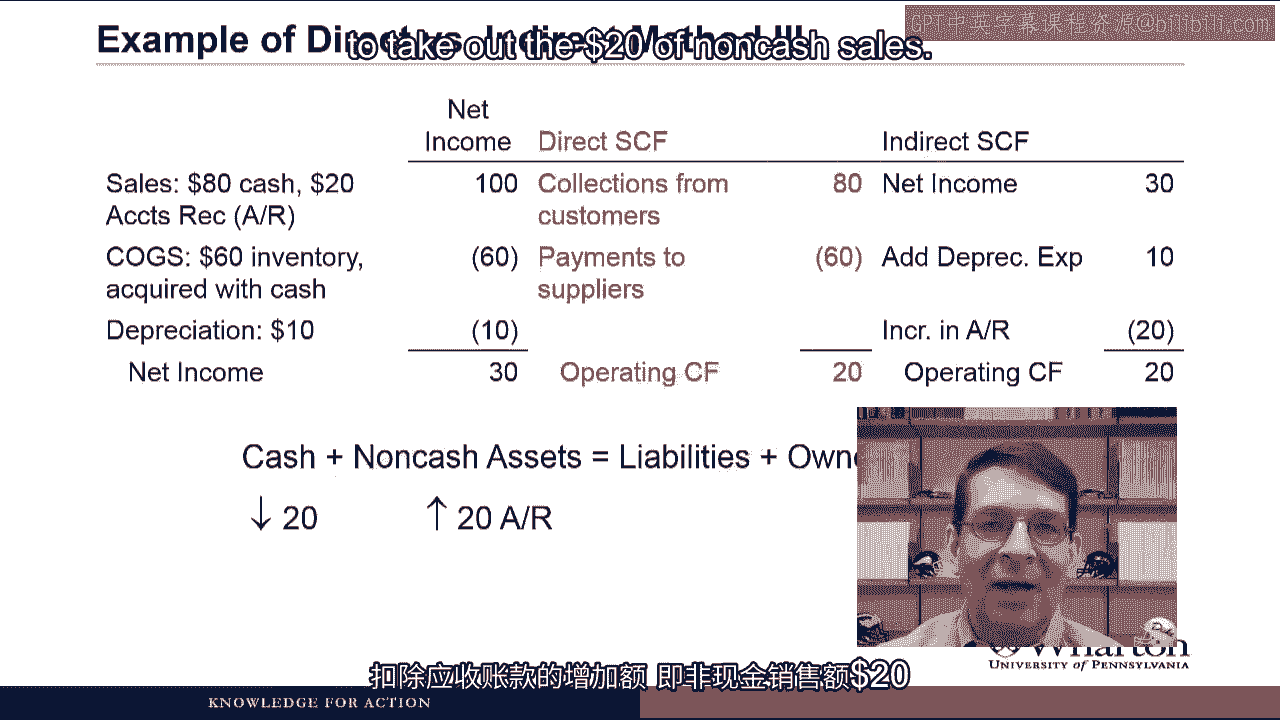 GPT中英字幕课程资源@bilibili.com
Example of Direct vs. Indirect Method III
to take out the $20 of noncash sales.
Net Income Direct SCF Indirect SCF
Sales: $80 cash, $20 Accts Rec (A/R) 100 Collections from customers 80 Net Income 30
COGS: $60 inventory, acquired with cash (60) Payments to suppliers (60) Add Deprec. Exp 10
Depreciation: $10 (10) Incr. in A/R (20)
Net Income 30 Operating CF 20 Operating CF 20
Cash + Noncash Assets = Liabilities +
↓ 20 ↑ 20 A/R
Wharton
UNIVERSITY of PENNSYLVANIA
扣除应收账款的增加额 即非现金销售额$20
KNOWLEDGE FOR ACTION